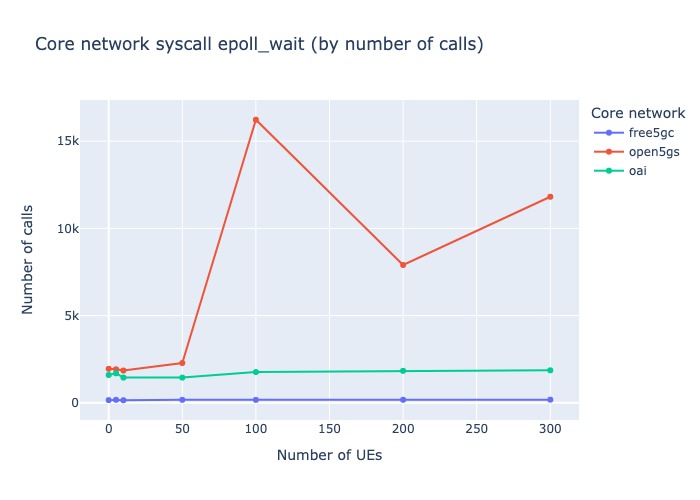 Core network syscall epoll_wait (by number of calls)
Core network
free5gc
open5gs
oai
Number of calls
15k
10k
5k
0
0 50 100 150 200 250 300
Number of UEs